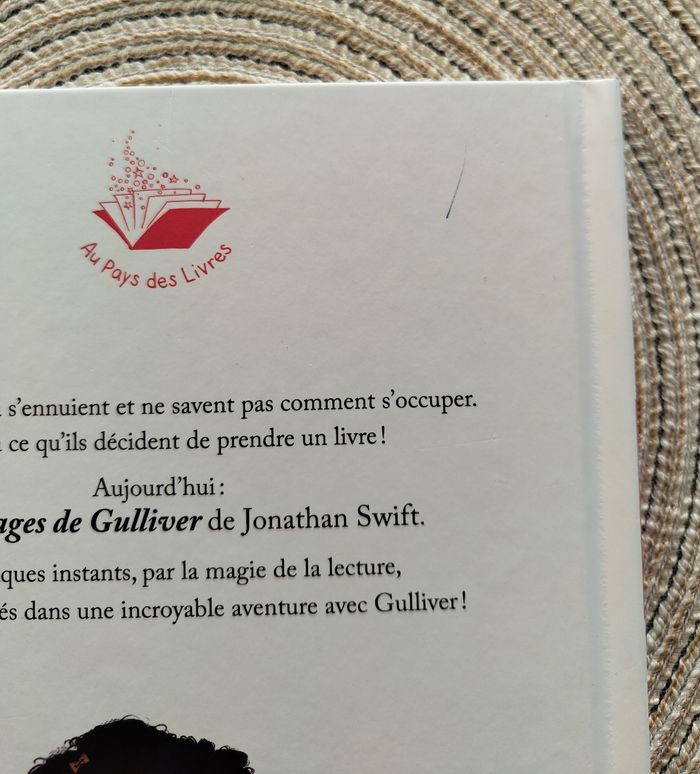 Au Pays des Livres
s'ennuient et ne savent pas comment s'occuper.
ce qu'ils décident de prendre un livre !
Aujourd'hui :
ages de Gulliver de Jonathan Swift.
ques instants, par la magie de la lecture,
és dans une incroyable aventure avec Gulliver !